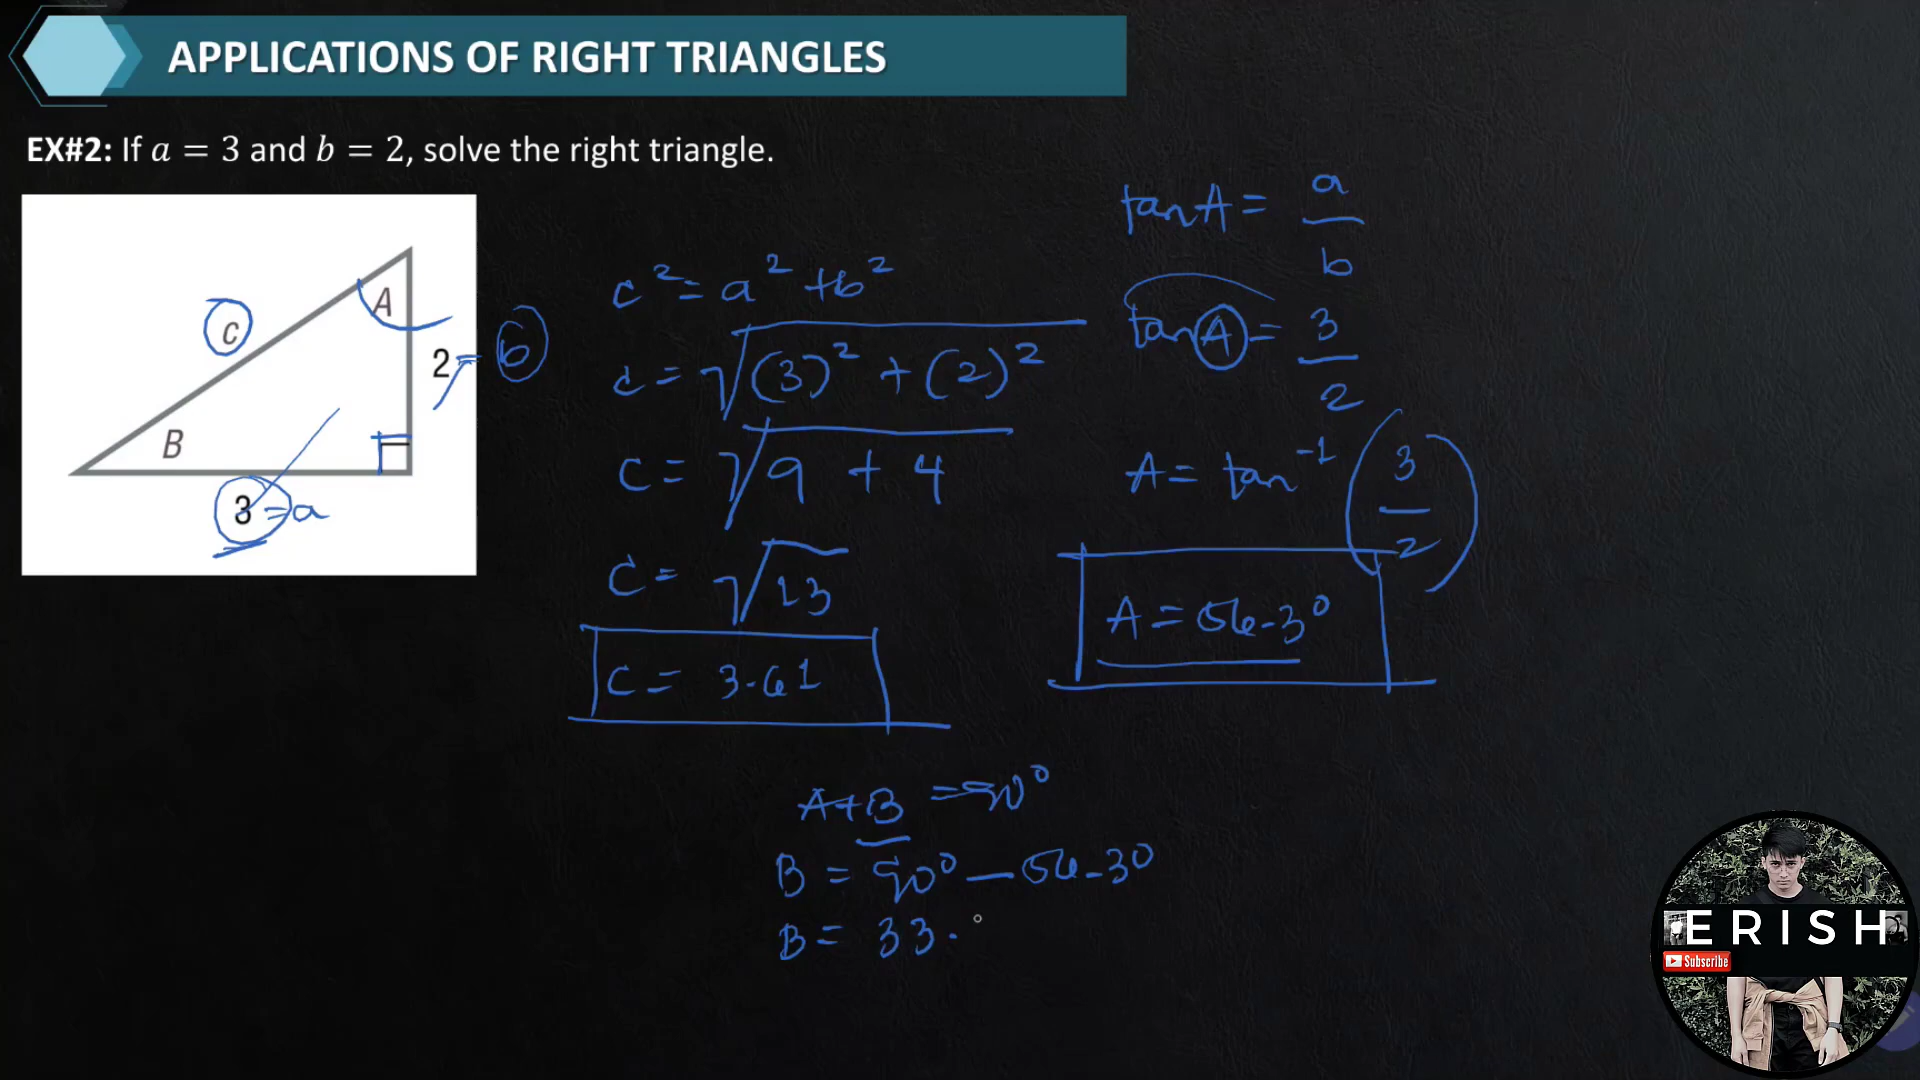 APPLICATIONS OF RIGHT TRIANGLES
EX#2: If a = 3 and b = 2, solve the right triangle.
A
c
2 = b
B
3 = a
c² = a² + b²
c = √(3)² + (2)²
c = √9 + 4
c = √13
c = 3.61
tan A = a/b
tan A = 3/2
A = tan⁻¹ (3/2)
A = 56.3°
A + B = 90°
B = 90° - 56.3°
B = 33.
ERISH
Subscribe